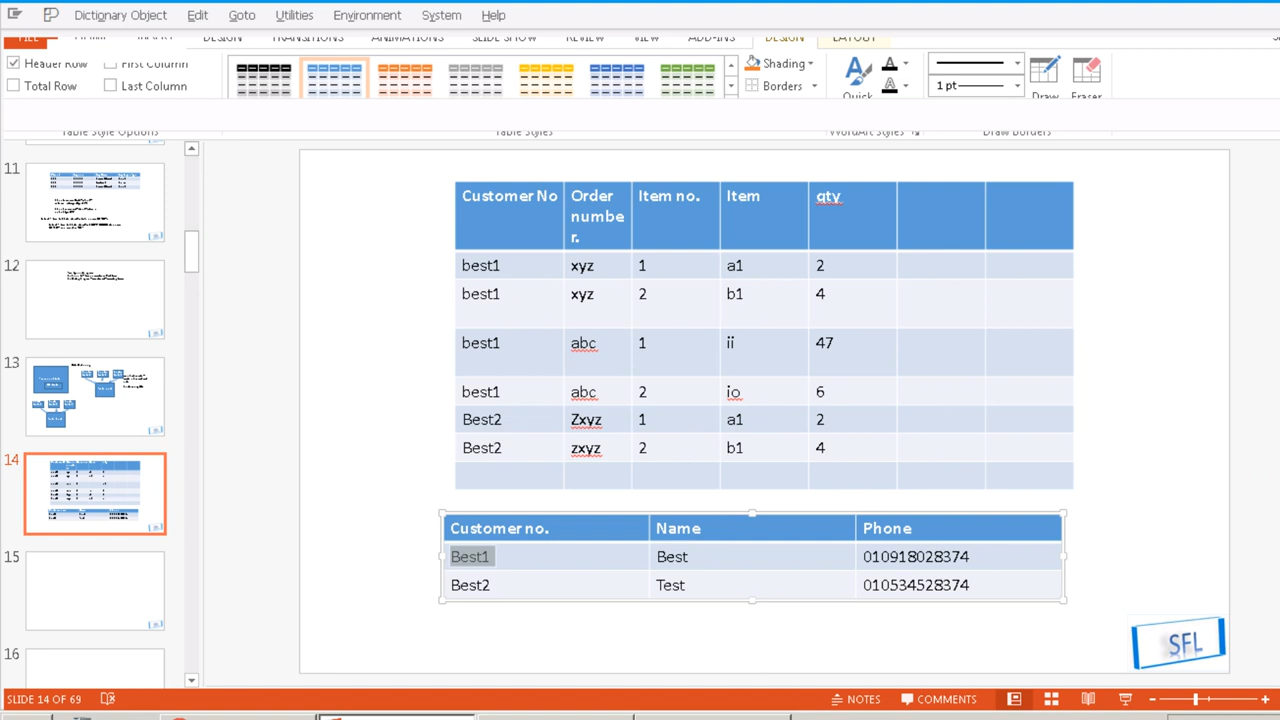 Dictionary Object Edit Goto Utilities Environment System Help
FILE DESIGN TRANSITIONS ANIMATIONS SLIDE SHOW REVIEW VIEW ADD-INS DESIGN LAYOUT
Header Row First Column Shading
Total Row Last Column Borders Quick 1 pt Draw Eraser
Table Style Options Table Styles WordArt Styles Draw Borders
11
12
13
14
15
16
Customer No Order numbe r. Item no. Item qty
best1 xyz 1 a1 2
best1 xyz 2 b1 4
best1 abc 1 ii 47
best1 abc 2 io 6
Best2 Zxyz 1 a1 2
Best2 zxyz 2 b1 4
Customer no. Name Phone
Best1 Best 010918028374
Best2 Test 010534528374
SFL
SLIDE 14 OF 69 NOTES COMMENTS